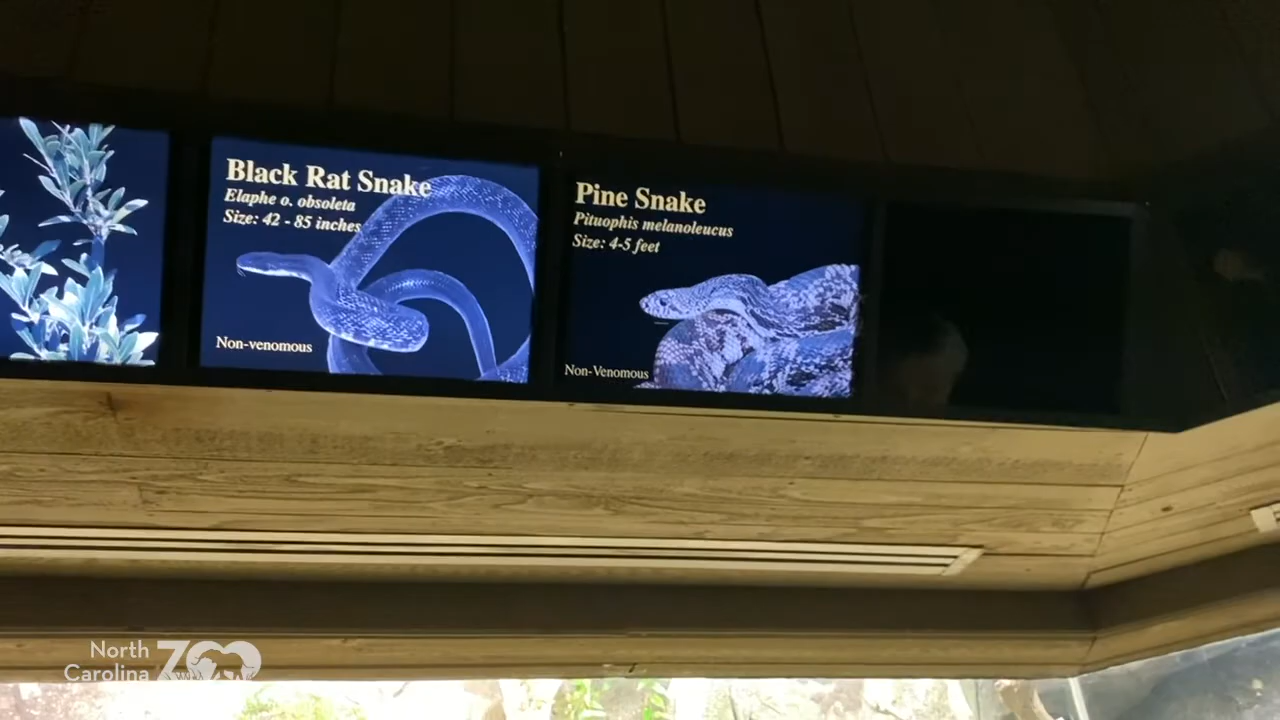 Black Rat Snake
Elaphe o. obsoleta
Size: 42 - 85 inches
Non-venomous
Pine Snake
Pituophis melanoleucus
Size: 4-5 feet
Non-Venomous
North
Carolina ZOO